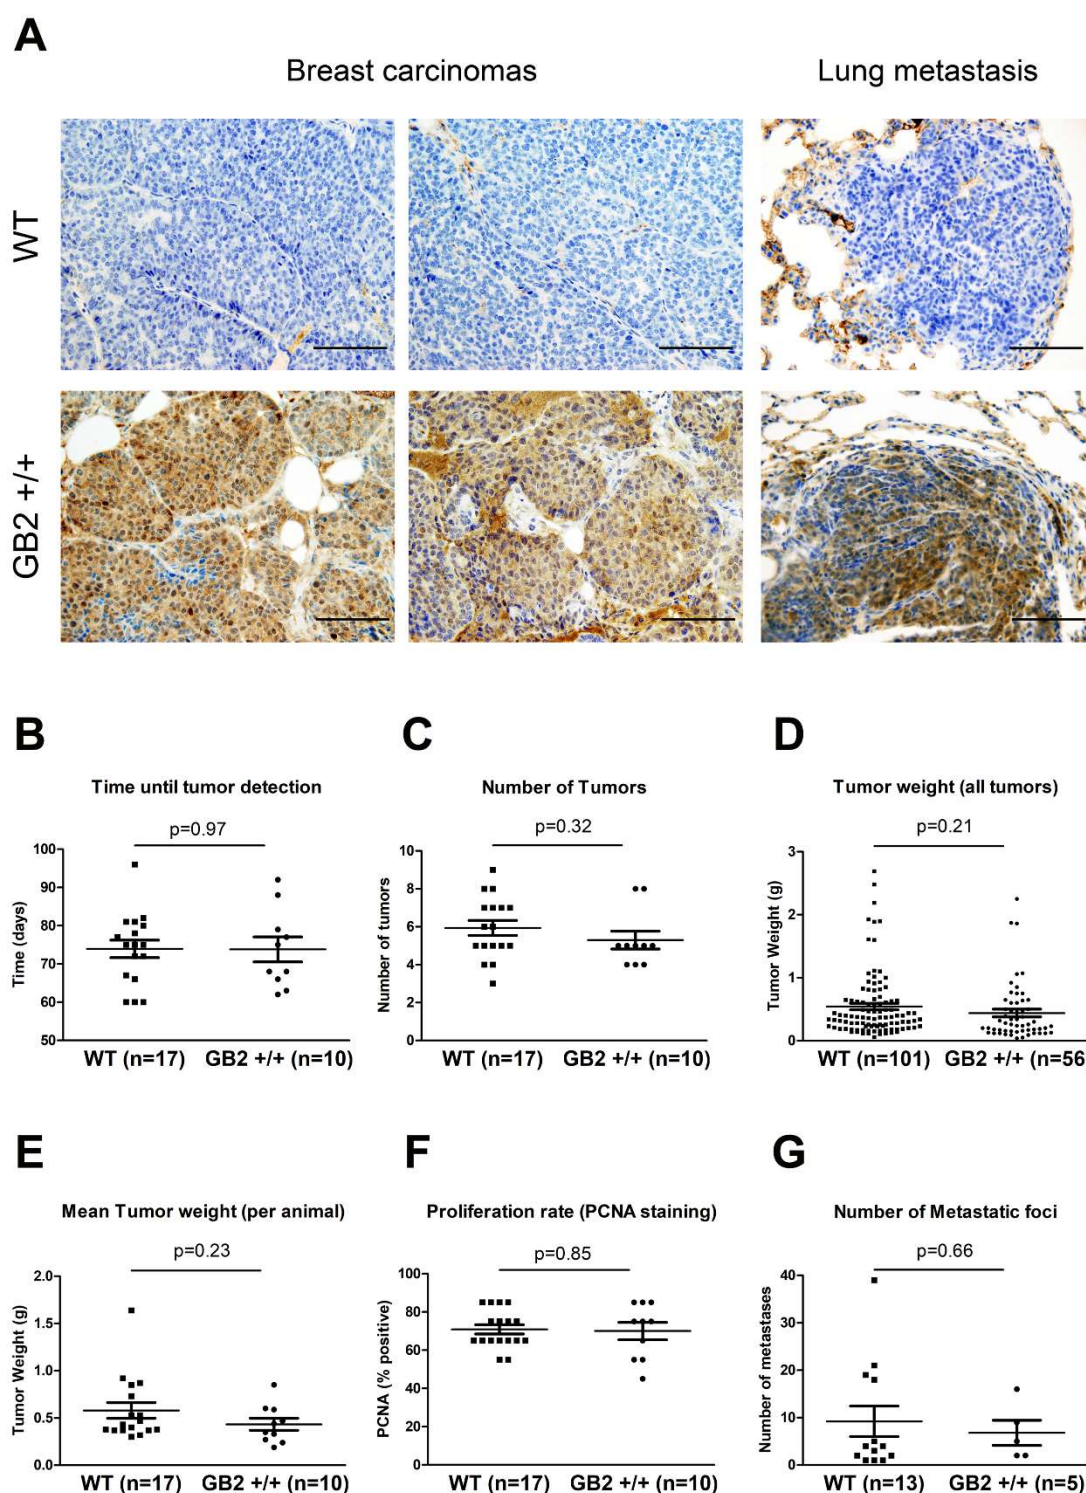 A
Breast carcinomas
Lung metastasis
WT
GB2 +/+
B
C
D
Time until tumor detection
Number of Tumors
Tumor weight (all tumors)
p=0.97
p=0.32
p=0.21
Time (days)
100
90
80
70
60
50
WT (n=17)
GB2 +/+ (n=10)
Number of tumors
10
8
6
4
2
0
WT (n=17)
GB2 +/+ (n=10)
Tumor Weight (g)
3
2
1
0
WT (n=101)
GB2 +/+ (n=56
E
F
G
Mean Tumor weight (per animal)
Proliferation rate (PCNA staining)
Number of Metastatic foci
p=0.23
p=0.85
p=0.66
Tumor Weight (g)
2.0
1.5
1.0
0.5
0.0
WT (n=17)
GB2 +/+ (n=10)
PCNA (% positive)
100
80
60
40
20
0
WT (n=17)
GB2 +/+ (n=10)
Number of metastases
40
30
20
10
0
WT (n=13)
GB2 +/+ (n=5)